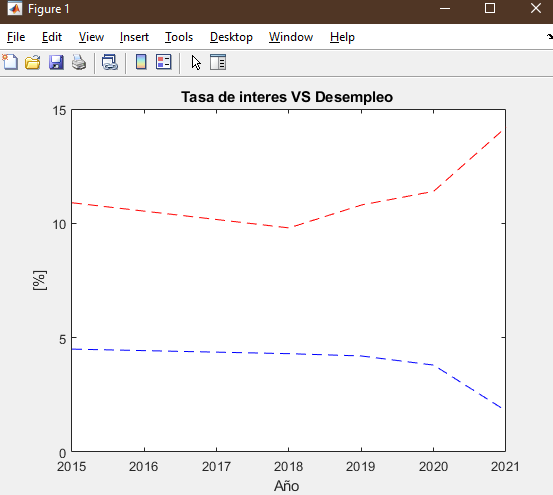 Figure 1
File Edit View Insert Tools Desktop Window Help
Tasa de interes VS Desempleo
15
10
5
0
[%]
2015 2016 2017 2018 2019 2020 2021
Año